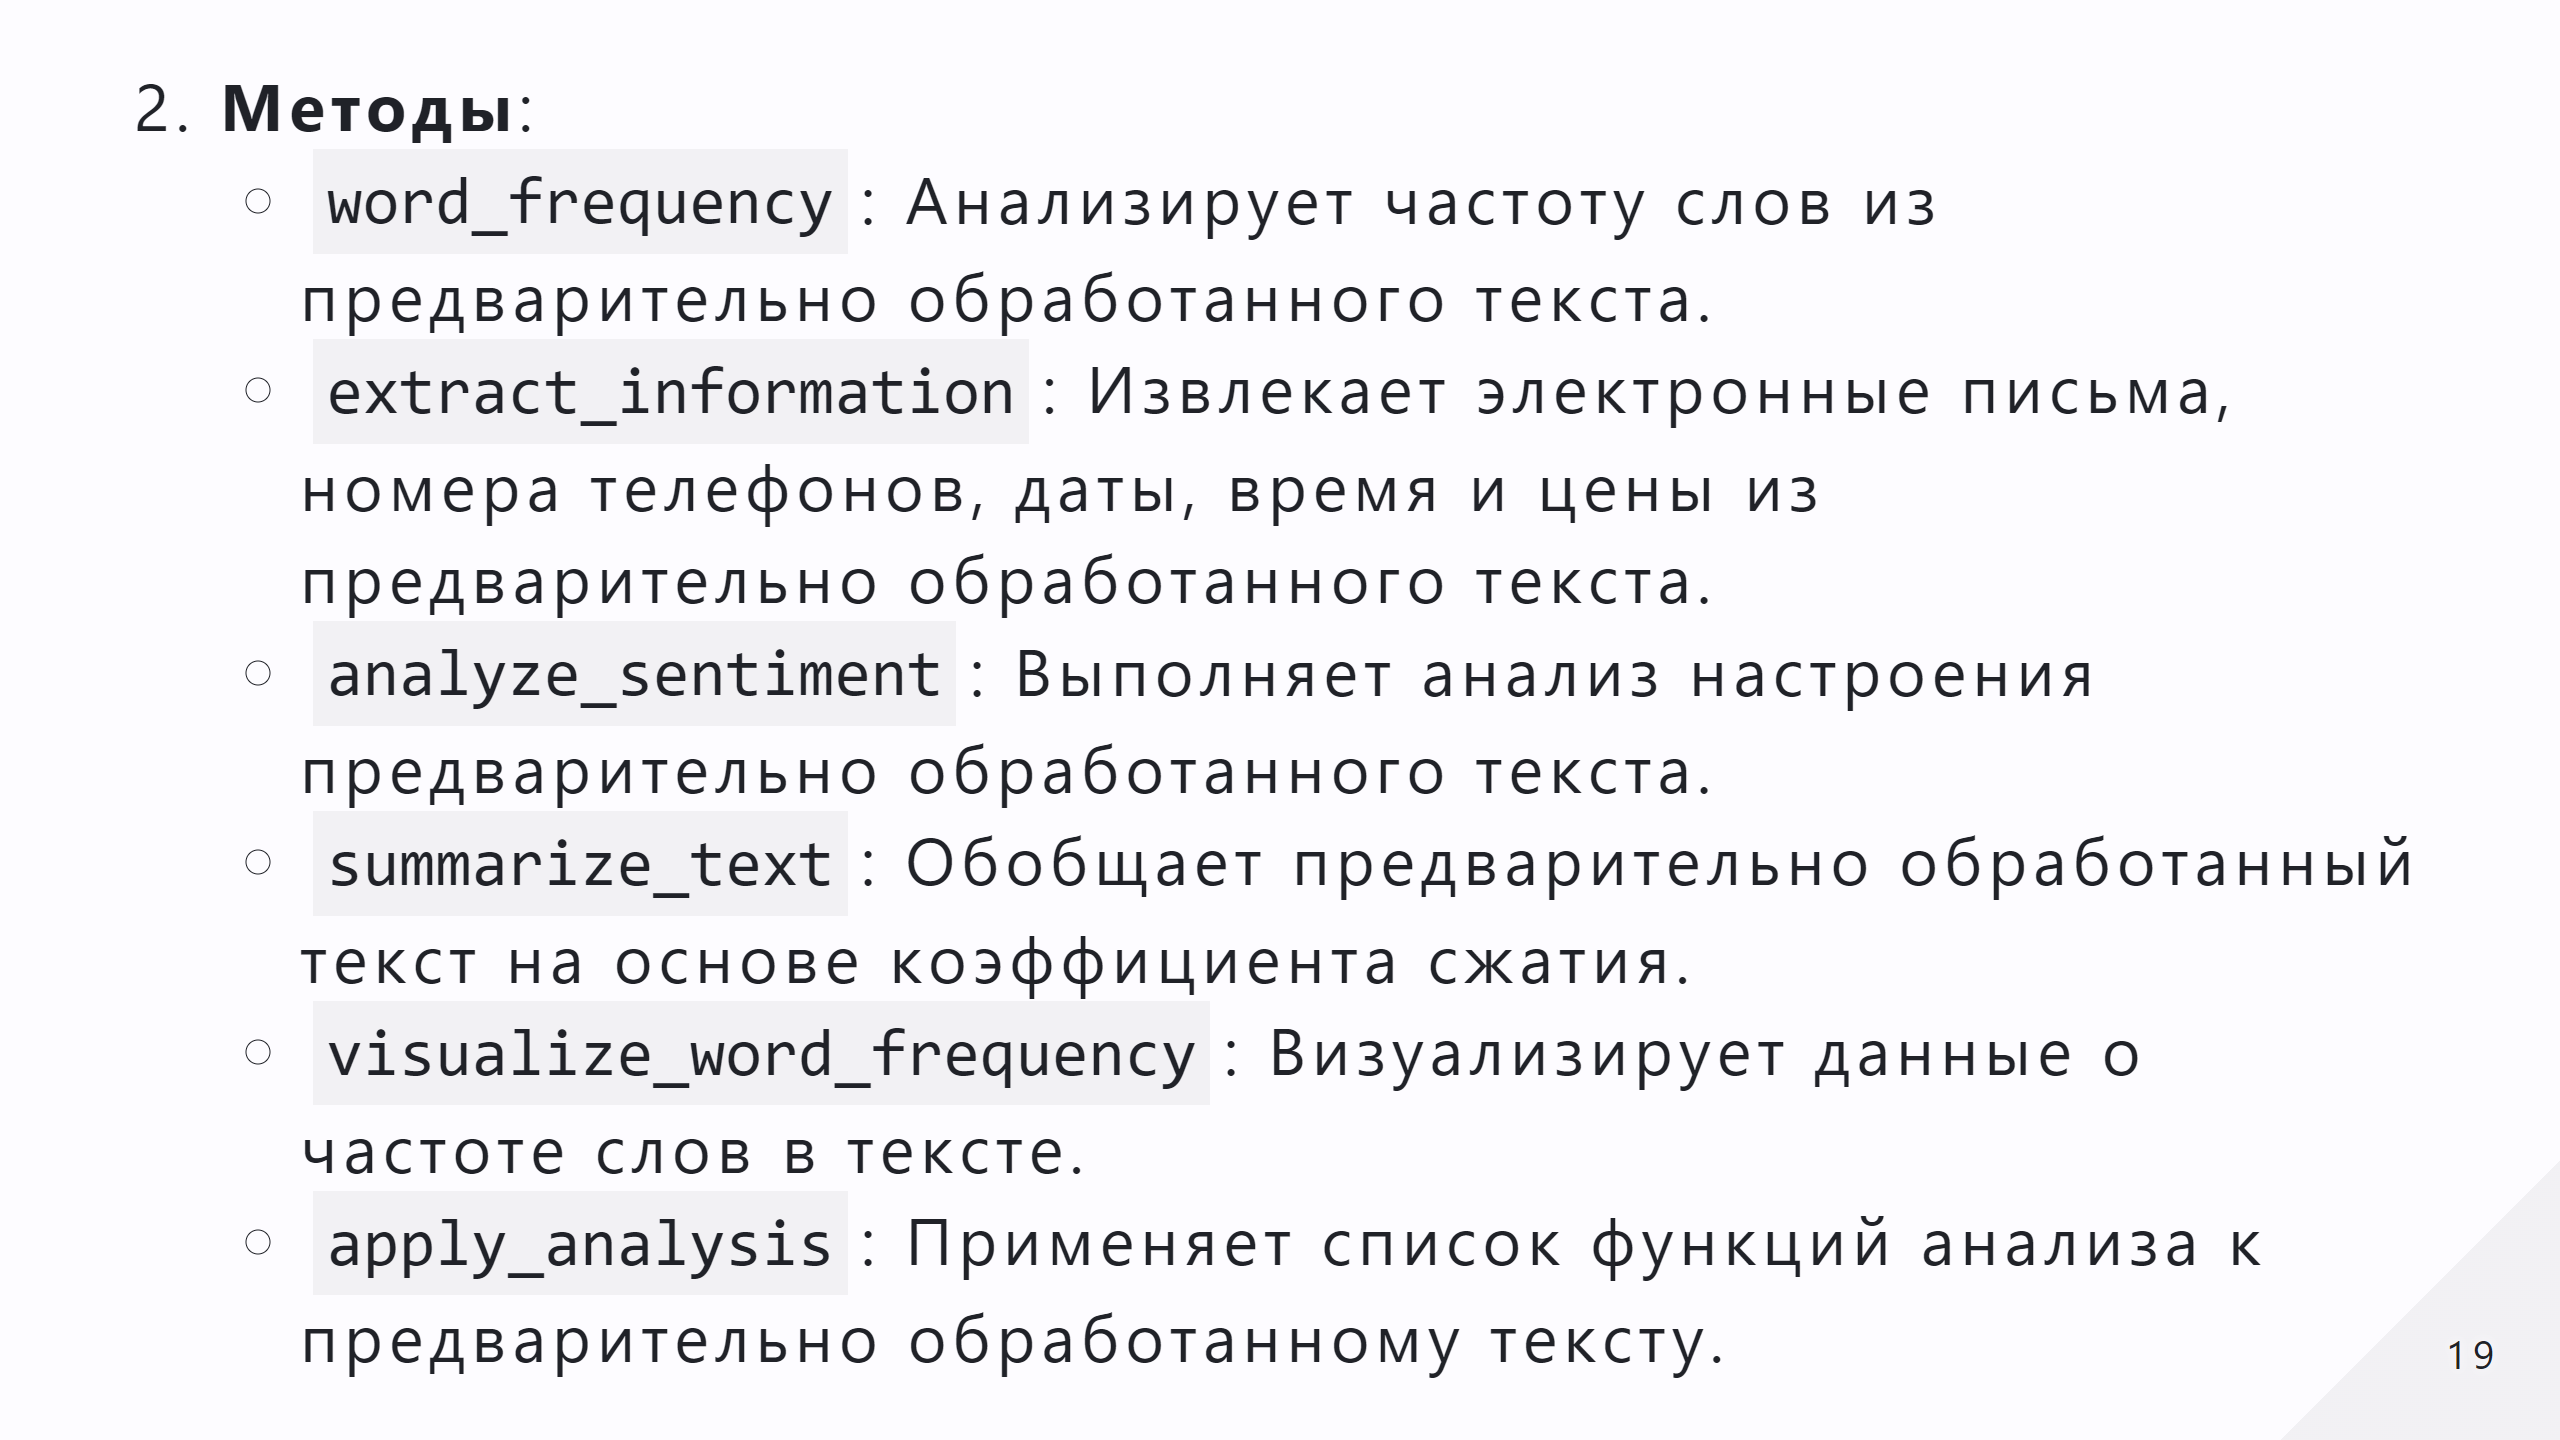 2. Методы:
word_frequency : Анализирует частоту слов из
предварительно обработанного текста.
extract_information : Извлекает электронные письма,
номера телефонов, даты, время и цены из
предварительно обработанного текста.
analyze_sentiment : Выполняет анализ настроения
предварительно обработанного текста.
summarize_text : Обобщает предварительно обработанный
текст на основе коэффициента сжатия.
visualize_word_frequency : Визуализирует данные о
частоте слов в тексте.
apply_analysis : Применяет список функций анализа к
предварительно обработанному тексту.
19